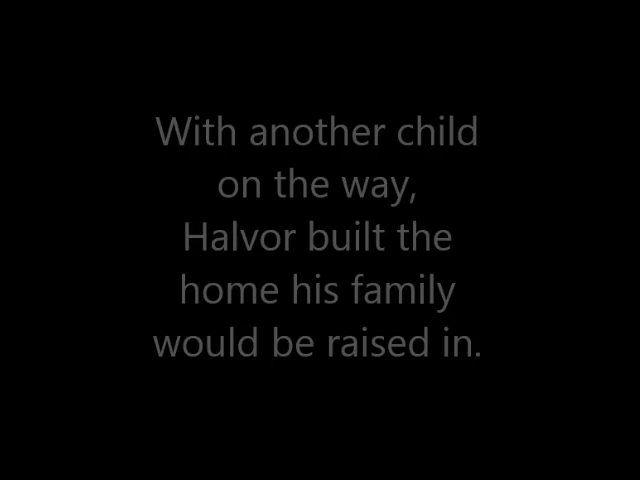 With another child
on the way,
Halvor built the
home his family
would be raised in.